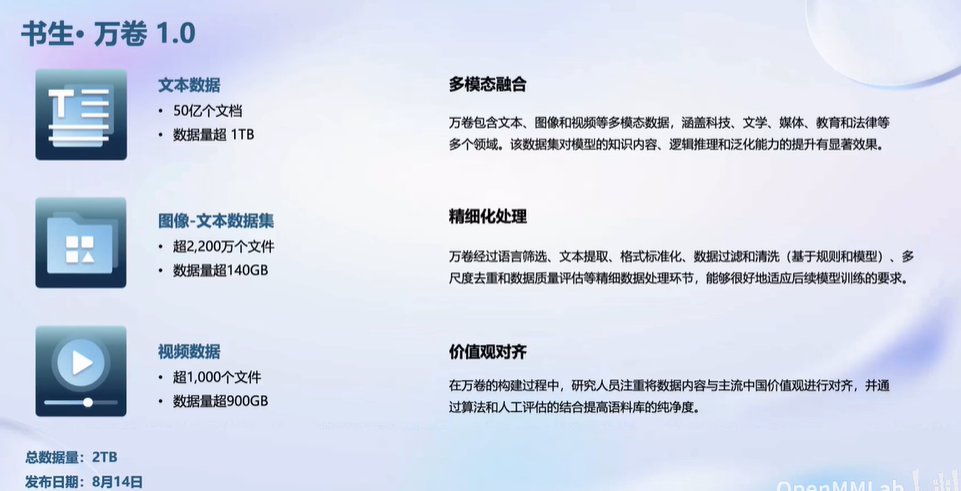 书生· 万卷 1.0
文本数据
• 50亿个文档
• 数据量超 1TB
图像-文本数据集
• 超2,200万个文件
• 数据量超140GB
视频数据
• 超1,000个文件
• 数据量超900GB
总数据量：2TB
发布日期：8月14日
多模态融合
万卷包含文本、图像和视频等多模态数据，涵盖科技、文学、媒体、教育和法律等
多个领域。该数据集对模型的知识内容、逻辑推理和泛化能力的提升有显著效果。
精细化处理
万卷经过语言筛选、文本提取、格式标准化、数据过滤和清洗（基于规则和模型）、多
尺度去重和数据质量评估等精细数据处理环节，能够很好地适应后续模型训练的要求。
价值观对齐
在万卷的构建过程中，研究人员注重将数据内容与主流中国价值观进行对齐，并通
过算法和人工评估的结合提高语料库的纯净度。
OpenMMLab